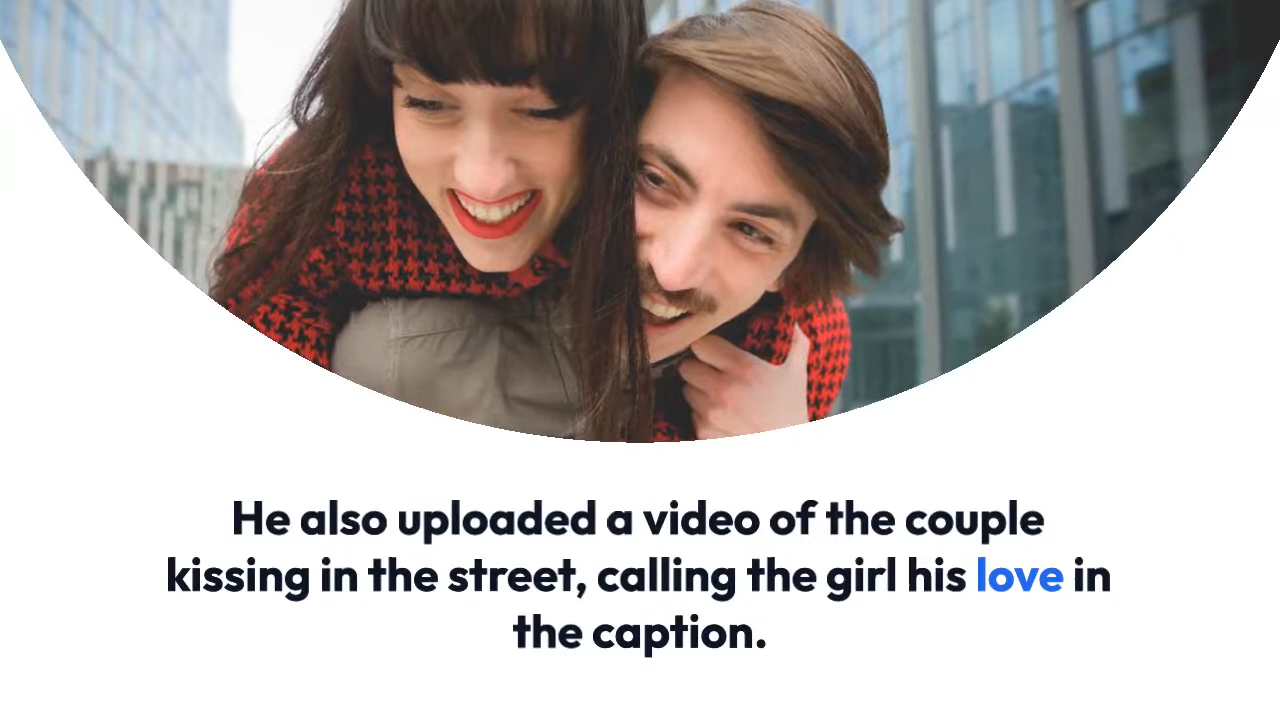 He also uploaded a video of the couple
kissing in the street, calling the girl his love in
the caption.